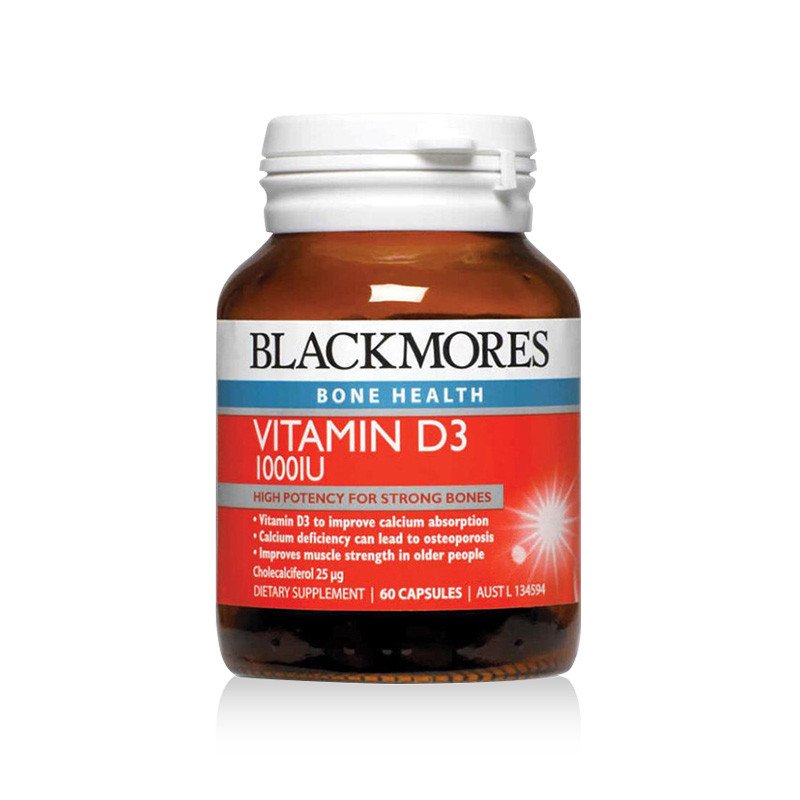 BLACKMORES
BONE HEALTH
VITAMIN D3
1000IU
HIGH POTENCY FOR STRONG BONES
• Vitamin D3 to improve calcium absorption
• Calcium deficiency can lead to osteoporosis
• Improves muscle strength in older people
Cholecalciferol 25 µg
DIETARY SUPPLEMENT | 60 CAPSULES | AUST L 134594